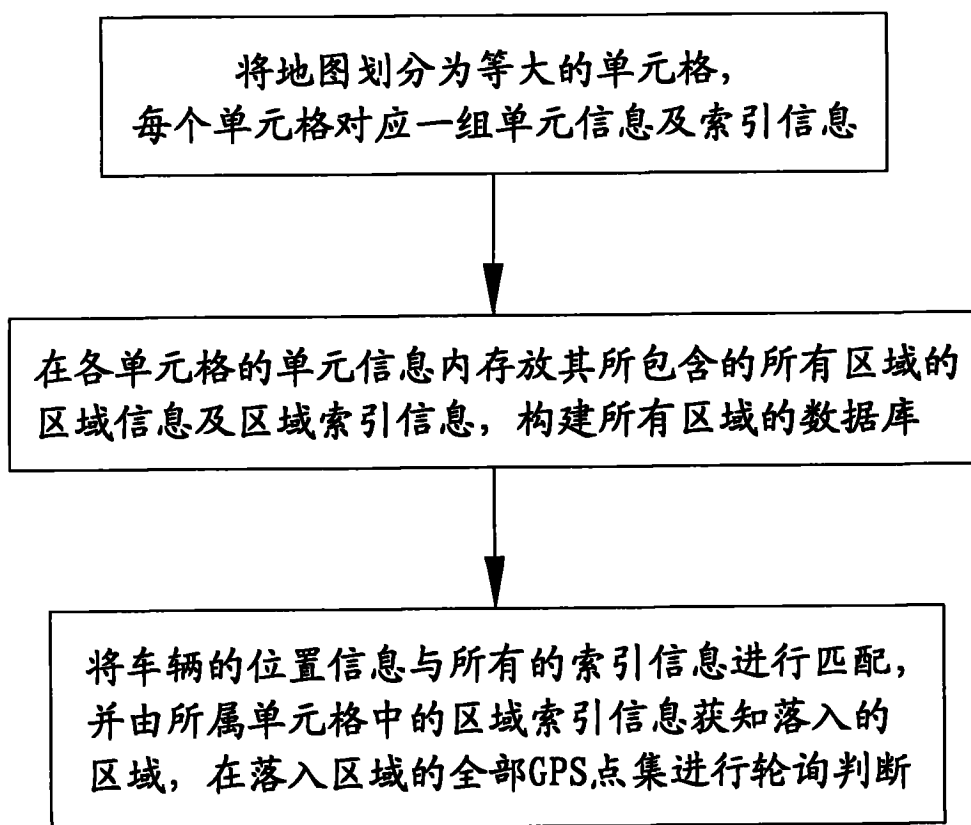 将地图划分为等大的单元格，
每个单元格对应一组单元信息及索引信息
在各单元格的单元信息内存放其所包含的所有区域的
区域信息及区域索引信息，构建所有区域的数据库
将车辆的位置信息与所有的索引信息进行匹配，
并由所属单元格中的区域索引信息获知落入的
区域，在落入区域的全部GPS点集进行轮询判断